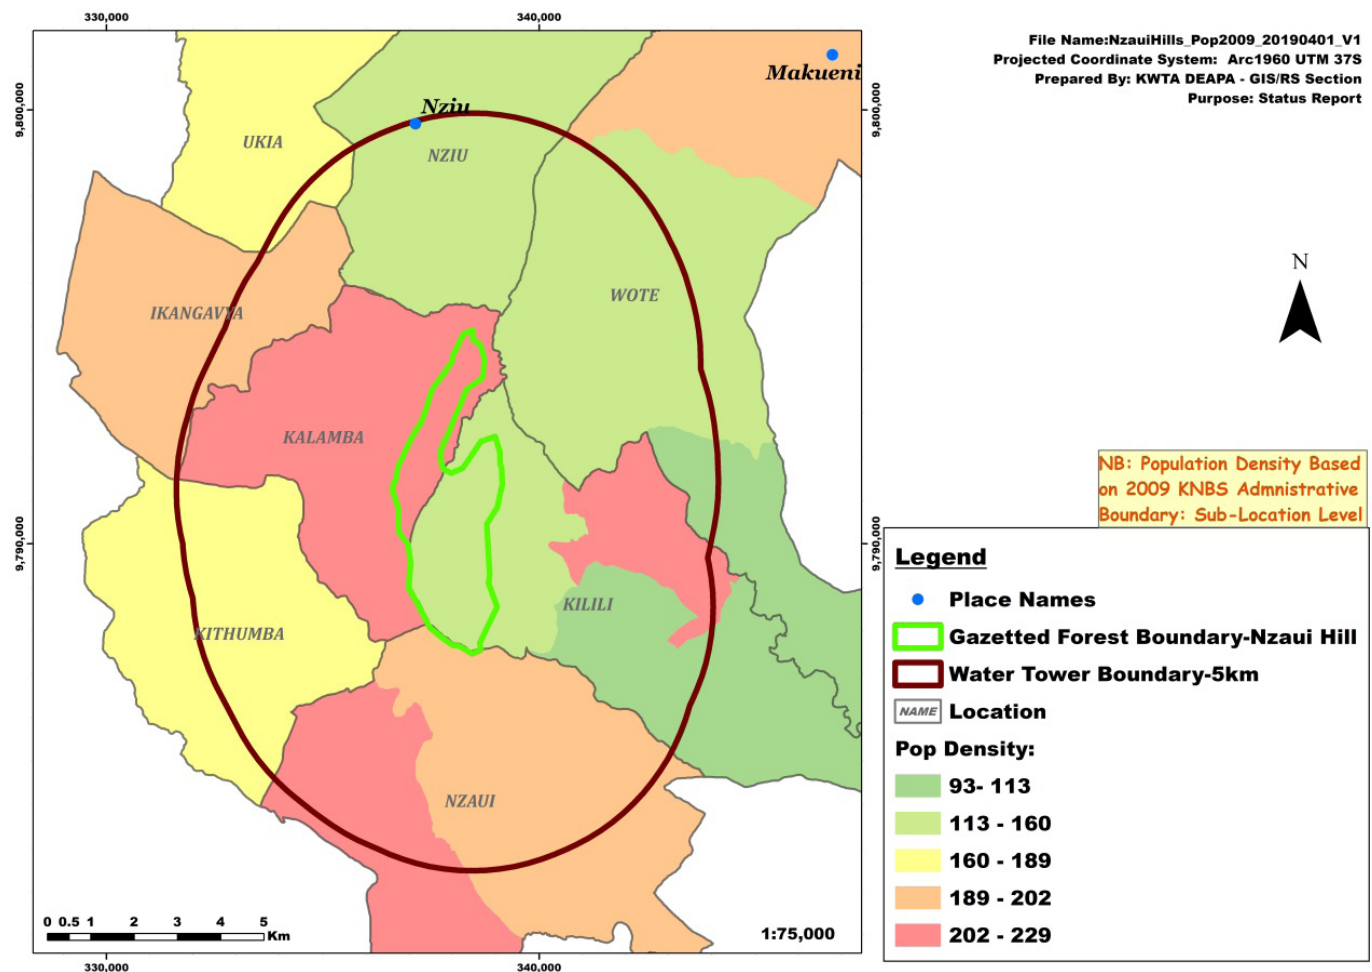 330,000
340,000
File Name:NzauiHills_Pop2009_20190401_V1
Projected Coordinate System: Arc1960 UTM 37S
Prepared By: KWTA DEAPA - GIS/RS Section
Purpose: Status Report
Makueni
Nziu
9,800,000
9,800,000
UKIA
NZIU
N
IKANGAVYA
WOTE
KALAMBA
NB: Population Density Based
on 2009 KNBS Admnistrative
Boundary: Sub-Location Level
9,790,000
9,790,000
Legend
Place Names
KILILI
KITHUMBA
Gazetted Forest Boundary-Nzaui Hill
Water Tower Boundary-5km
NAME Location
Pop Density:
93- 113
NZAUI
113 - 160
160 - 189
189 - 202
202 - 229
0 0.5 1 2 3 4 5
Km
1:75,000
330,000
340,000